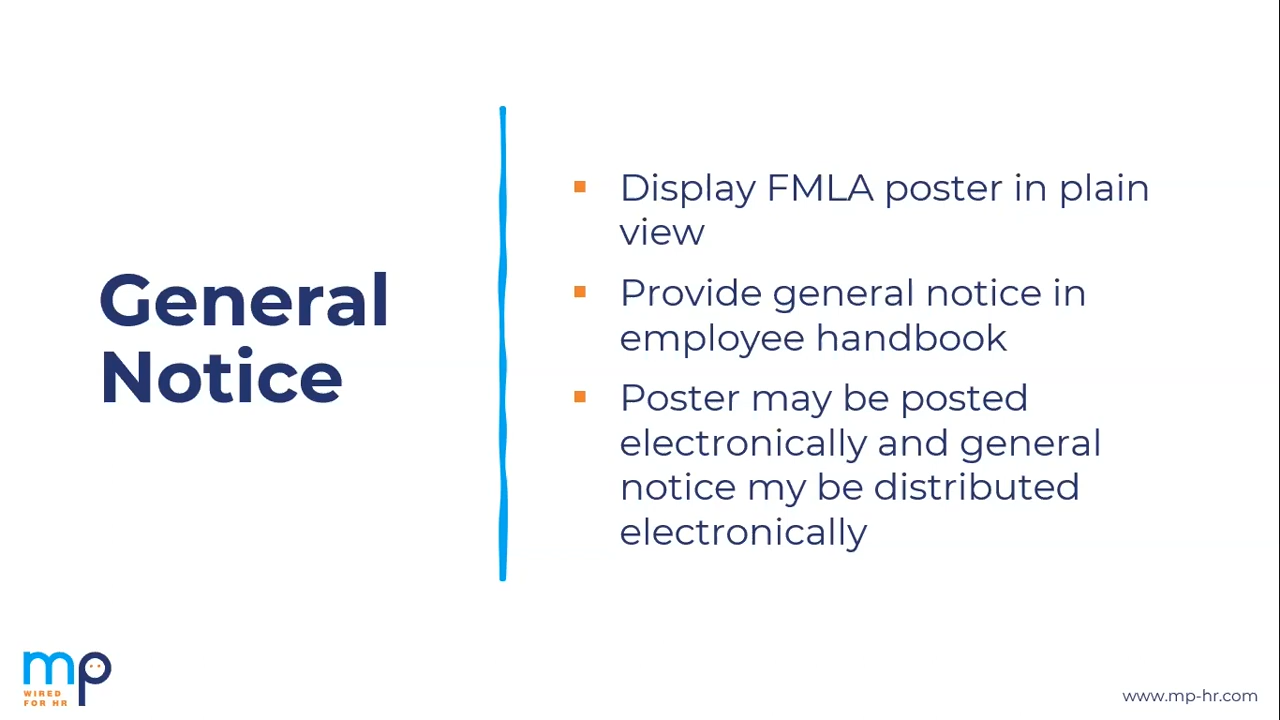 General
Notice
Display FMLA poster in plain
view
Provide general notice in
employee handbook
Poster may be posted
electronically and general
notice my be distributed
electronically
mp
WIRED
FOR HR
www.mp-hr.com